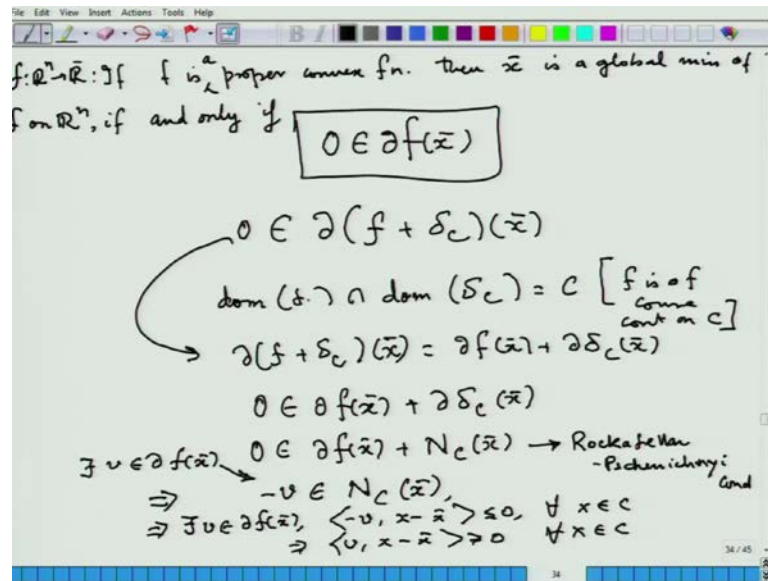 File Edit View Insert Actions Tools Help
f: ℝⁿ→ℝ̄ : If f is a proper convex fn. then x̄ is a global min of
f on ℝⁿ, if and only if
0 ∈ ∂f(x̄)
0 ∈ ∂(f + δ_C)(x̄)
dom (f.) ∩ dom (δ_C) = C [f is of course cont on C]
∂(f + δ_C)(x̄) = ∂f(x̄) + ∂δ_C(x̄)
0 ∈ ∂f(x̄) + ∂δ_C(x̄)
0 ∈ ∂f(x̄) + N_C(x̄) → Rockafellar
-Pschenichnyi
Cond
∃ v ∈ ∂f(x̄)
⇒ -v ∈ N_C(x̄),
⇒ ∃ v ∈ ∂f(x̄), <-v, x - x̄> ≤ 0, ∀ x ∈ C
⇒ <v, x - x̄> ≥ 0 ∀ x ∈ C
34/45
34